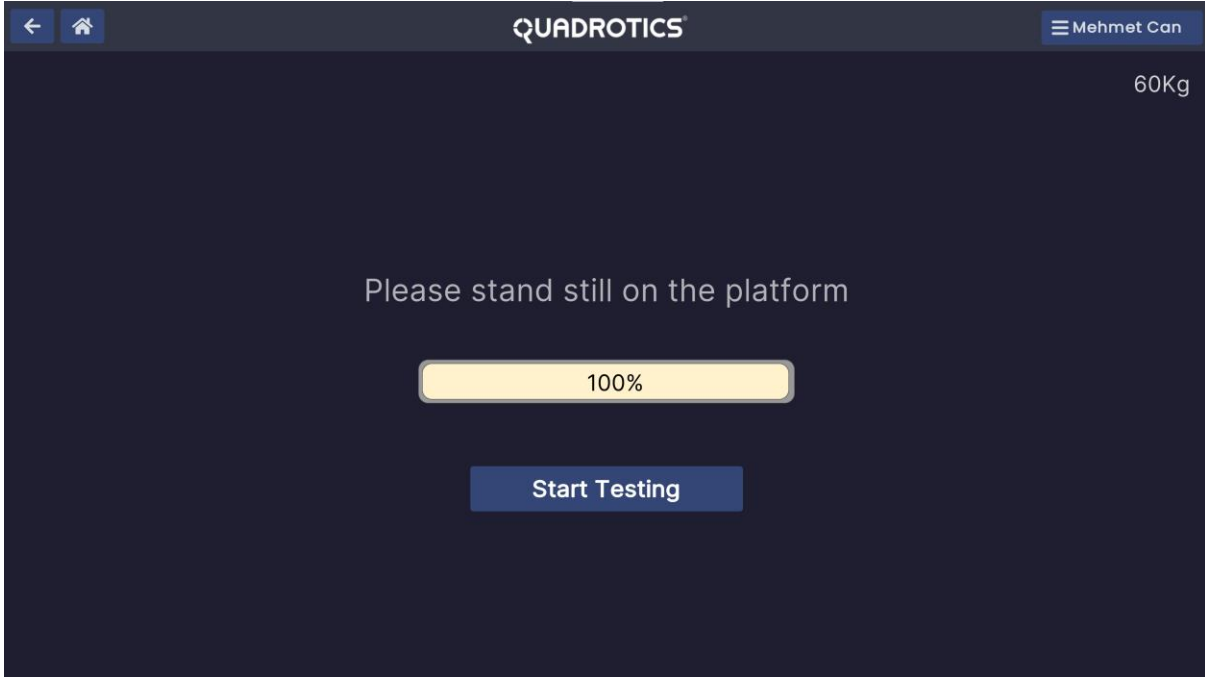 QUADROTICS®
Mehmet Can
60Kg
Please stand still on the platform
100%
Start Testing